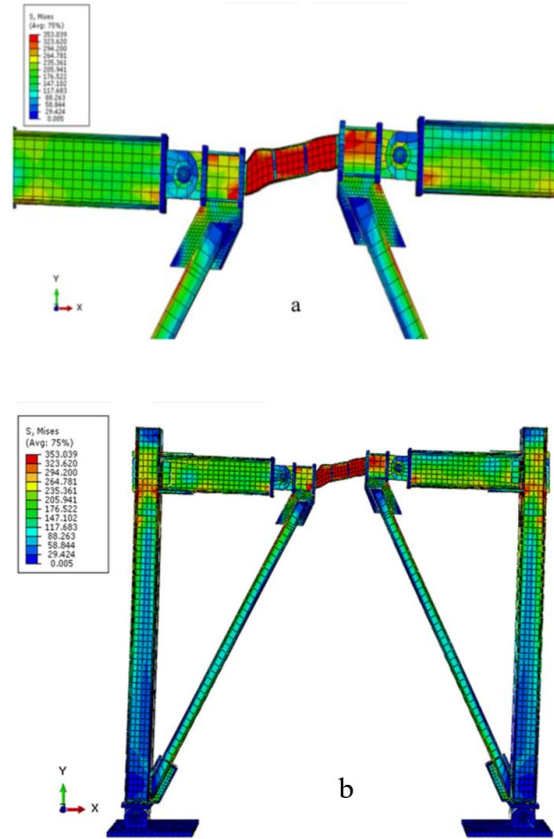 S, Mises
(Avg: 75%)
353.039
323.620
294.200
264.781
235.361
205.941
176.522
147.102
117.683
88.263
58.844
29.424
0.005
Y
X
a
S, Mises
(Avg: 75%)
353.039
323.620
294.200
264.781
235.361
205.941
176.522
147.102
117.683
88.263
58.844
29.424
0.005
Y
X
b